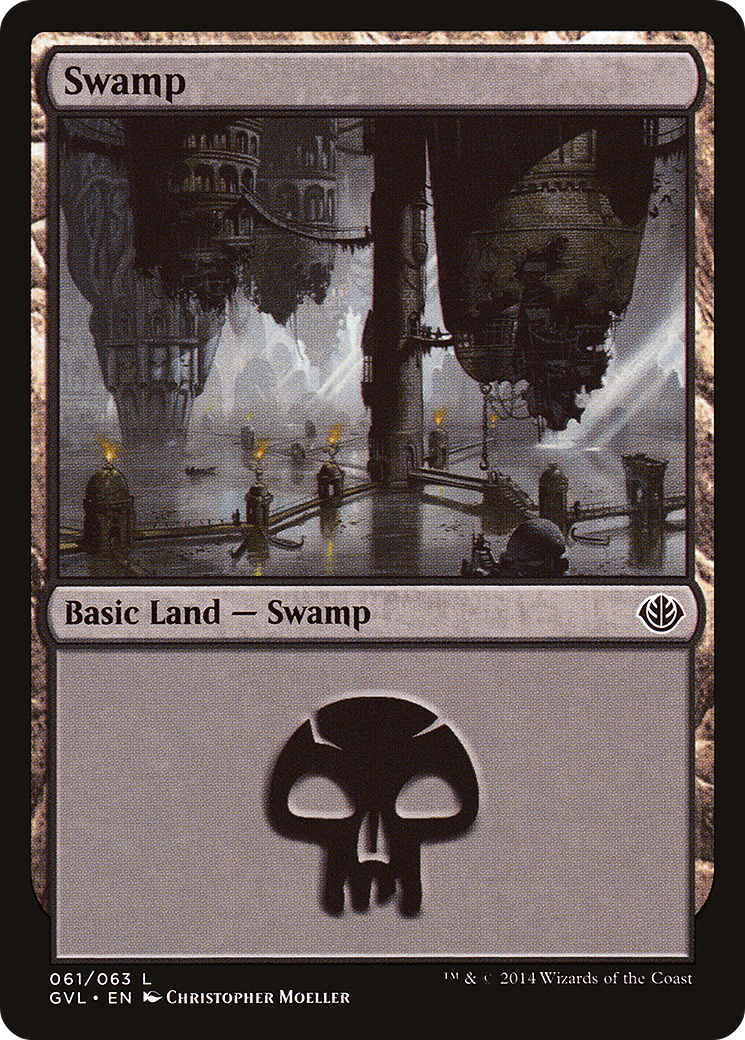 Swamp
Basic Land — Swamp
061/063 L
™ & © 2014 Wizards of the Coast
GVL • EN Christopher Moeller